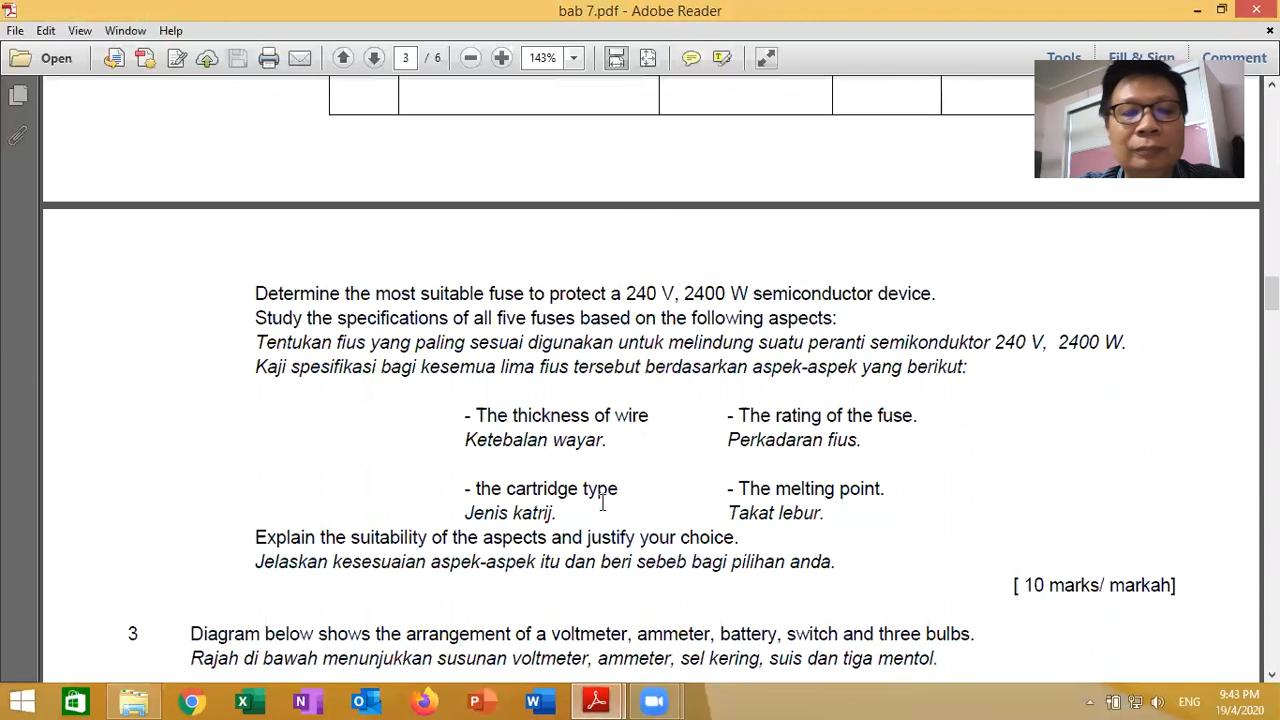 bab 7.pdf - Adobe Reader
File Edit View Window Help
Open 3 / 6 143% Tools Fill & Sign Comment
Determine the most suitable fuse to protect a 240 V, 2400 W semiconductor device.
Study the specifications of all five fuses based on the following aspects:
Tentukan fius yang paling sesuai digunakan untuk melindung suatu peranti semikonduktor 240 V, 2400 W.
Kaji spesifikasi bagi kesemua lima fius tersebut berdasarkan aspek-aspek yang berikut:
- The thickness of wire - The rating of the fuse.
Ketebalan wayar. Perkadaran fius.
- the cartridge type - The melting point.
Jenis katrij. Takat lebur.
Explain the suitability of the aspects and justify your choice.
Jelaskan kesesuaian aspek-aspek itu dan beri sebeb bagi pilihan anda.
[ 10 marks/ markah]
3 Diagram below shows the arrangement of a voltmeter, ammeter, battery, switch and three bulbs.
Rajah di bawah menunjukkan susunan voltmeter, ammeter, sel kering, suis dan tiga mentol.
ENG
9:43 PM
19/4/2020